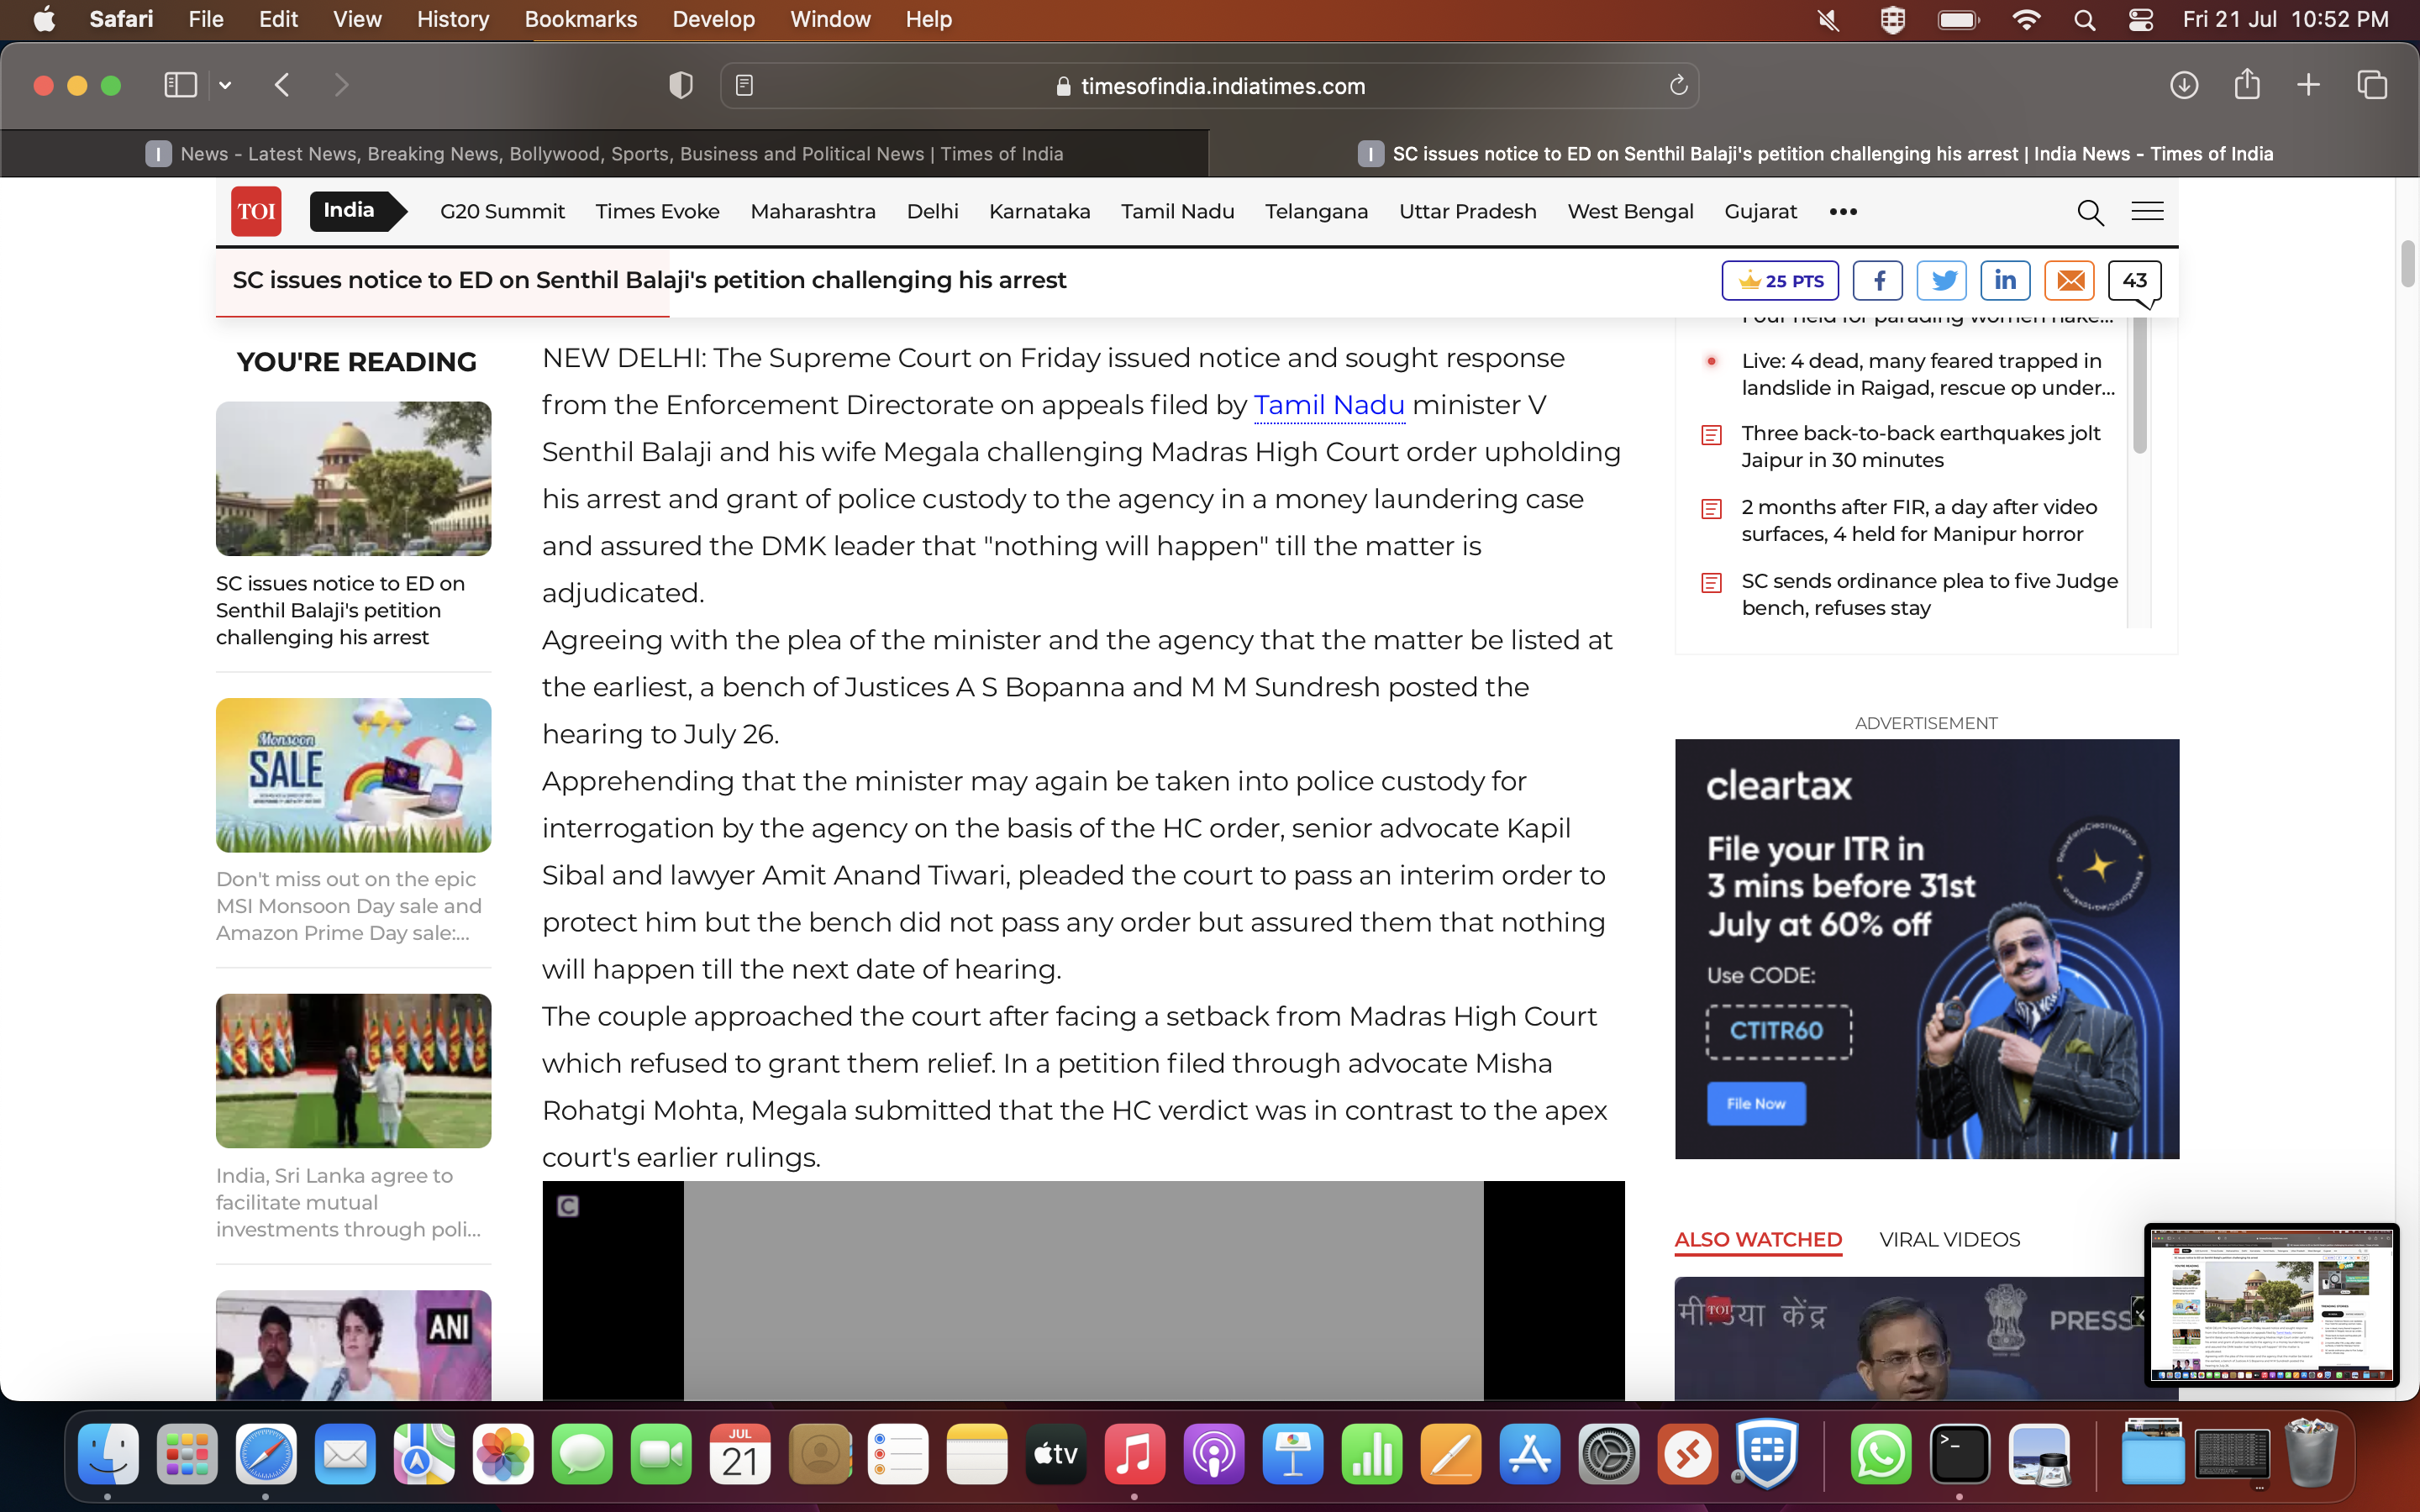 Safari File Edit View History Bookmarks Develop Window Help
Fri 21 Jul 10:52 PM
timesofindia.indiatimes.com
News - Latest News, Breaking News, Bollywood, Sports, Business and Political News | Times of India
SC issues notice to ED on Senthil Balaji's petition challenging his arrest | India News - Times of India
TOI India G20 Summit Times Evoke Maharashtra Delhi Karnataka Tamil Nadu Telangana Uttar Pradesh West Bengal Gujarat •••
SC issues notice to ED on Senthil Balaji's petition challenging his arrest
25 PTS
43
YOU'RE READING
SC issues notice to ED on
Senthil Balaji's petition
challenging his arrest
Monsoon
SALE
Don't miss out on the epic
MSI Monsoon Day sale and
Amazon Prime Day sale:...
India, Sri Lanka agree to
facilitate mutual
investments through poli...
ANI
NEW DELHI: The Supreme Court on Friday issued notice and sought response
from the Enforcement Directorate on appeals filed by Tamil Nadu minister V
Senthil Balaji and his wife Megala challenging Madras High Court order upholding
his arrest and grant of police custody to the agency in a money laundering case
and assured the DMK leader that "nothing will happen" till the matter is
adjudicated.
Agreeing with the plea of the minister and the agency that the matter be listed at
the earliest, a bench of Justices A S Bopanna and M M Sundresh posted the
hearing to July 26.
Apprehending that the minister may again be taken into police custody for
interrogation by the agency on the basis of the HC order, senior advocate Kapil
Sibal and lawyer Amit Anand Tiwari, pleaded the court to pass an interim order to
protect him but the bench did not pass any order but assured them that nothing
will happen till the next date of hearing.
The couple approached the court after facing a setback from Madras High Court
which refused to grant them relief. In a petition filed through advocate Misha
Rohatgi Mohta, Megala submitted that the HC verdict was in contrast to the apex
court's earlier rulings.
C
Four held for parading women nake...
Live: 4 dead, many feared trapped in
landslide in Raigad, rescue op under...
Three back-to-back earthquakes jolt
Jaipur in 30 minutes
2 months after FIR, a day after video
surfaces, 4 held for Manipur horror
SC sends ordinance plea to five Judge
bench, refuses stay
ADVERTISEMENT
cleartax
File your ITR in
3 mins before 31st
July at 60% off
Use CODE:
CTITR60
File Now
ALSO WATCHED VIRAL VIDEOS
TOI
केंद्र
PRESS
JUL
21
tv